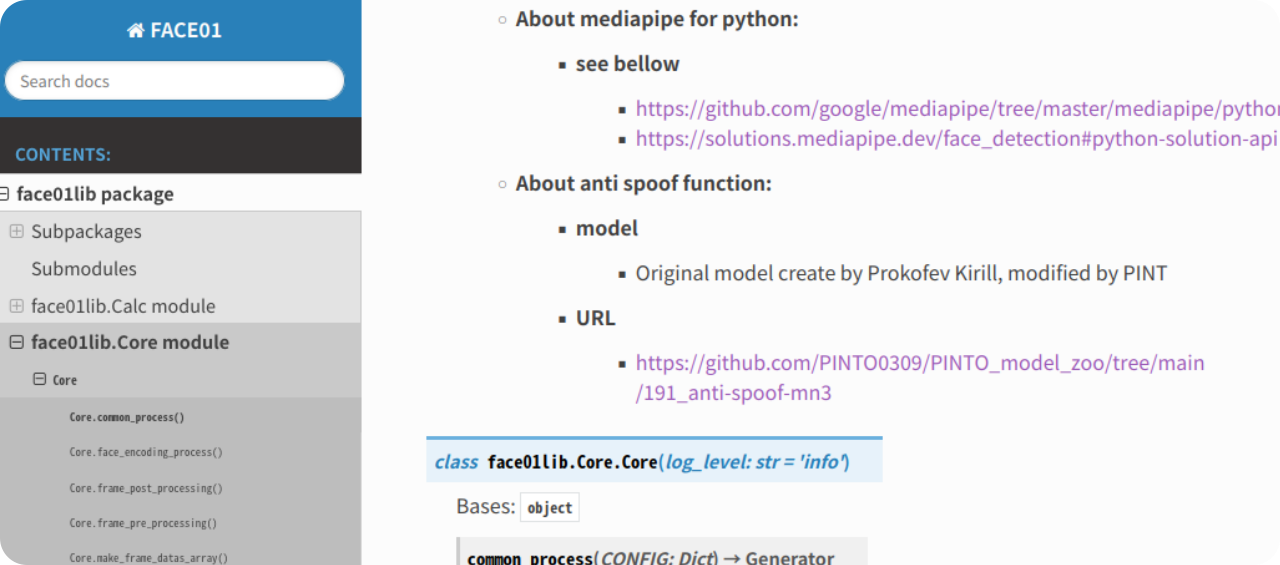 FACE01
Search docs
CONTENTS:
face01lib package
Subpackages
Submodules
face01lib.Calc module
face01lib.Core module
Core
Core.common_process()
Core.face_encoding_process()
Core.frame_post_processing()
Core.frame_pre_processing()
Core.make_frame_datas_array()
About mediapipe for python:
see bellow
https://github.com/google/mediapipe/tree/master/mediapipe/python
https://solutions.mediapipe.dev/face_detection#python-solution-api
About anti spoof function:
model
Original model create by Prokofev Kirill, modified by PINT
URL
https://github.com/PINTO0309/PINTO_model_zoo/tree/main
/191_anti-spoof-mn3
class face01lib.Core.Core(log_level: str = 'info')
Bases: object
common_process(CONFIG: Dict) → Generator